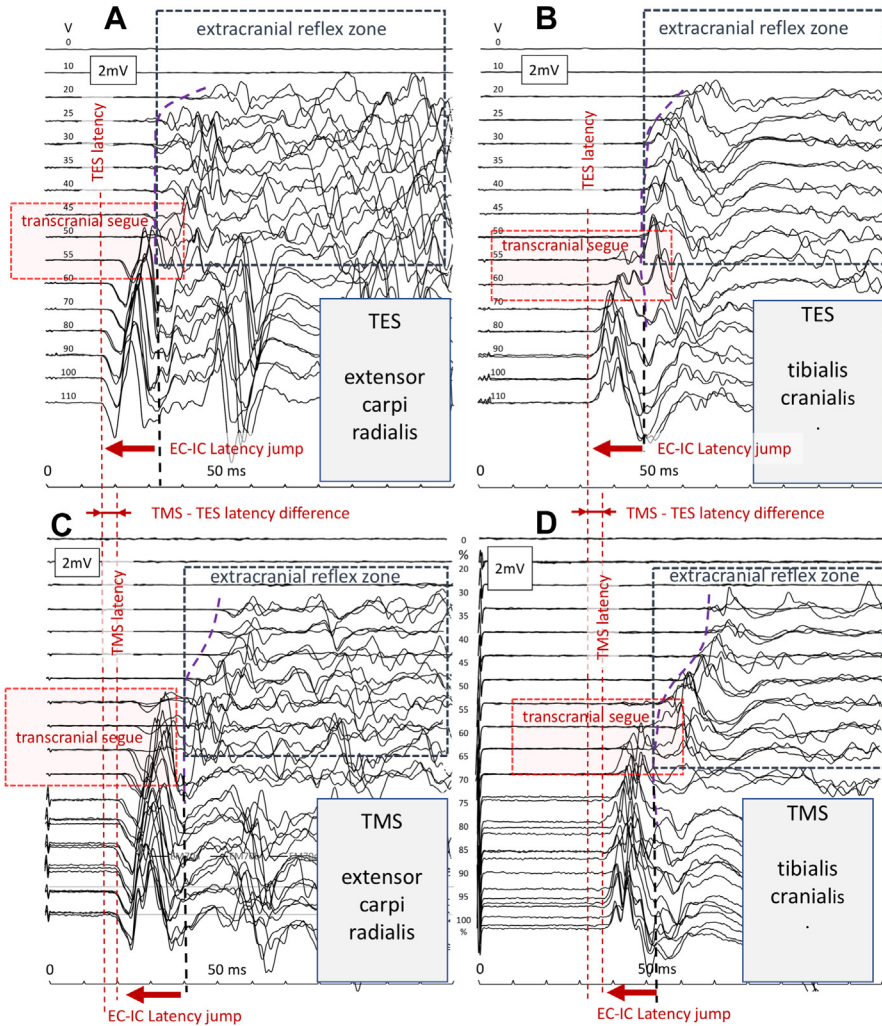 A
V
0
extracranial reflex zone
10
2mV
20
25
30
35
40
45
50
55
60
70
80
90
100
110
TES latency
transcranial segue
TES
extensor
carpi
radialis
EC-IC Latency jump
0
50 ms
B
V
0
extracranial reflex zone
10
2mV
20
25
30
35
40
45
50
55
60
70
80
90
100
110
TES latency
transcranial segue
TES
tibialis
cranialis
.
EC-IC Latency jump
0
50 ms
TMS - TES latency difference
TMS - TES latency difference
C
2mV
extracranial reflex zone
TMS latency
transcranial segue
TMS
extensor
carpi
radialis
0
50 ms
EC-IC Latency jump
0
%
20
30
35
40
45
50
55
60
65
70
75
80
85
90
95
100
%
D
2mV
extracranial reflex zone
TMS latency
transcranial segue
TMS
tibialis
cranialis
.
0
50 ms
EC-IC Latency jump